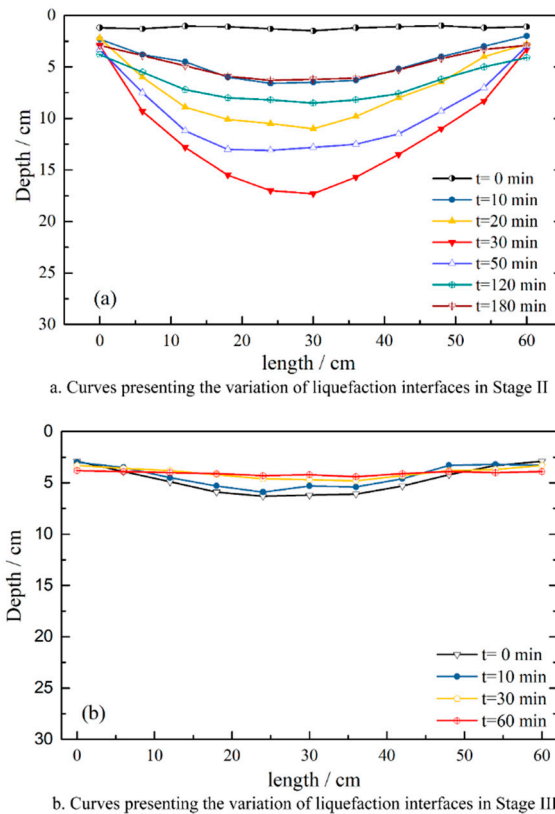 0
5
10
15
20
25
30
Depth / cm
t= 0 min
t=10 min
t=20 min
t=30 min
t=50 min
t=120 min
t=180 min
(a)
0 10 20 30 40 50 60
length / cm
a. Curves presenting the variation of liquefaction interfaces in Stage II
0
5
10
15
20
25
30
Depth / cm
t= 0 min
t=10 min
t=30 min
t=60 min
(b)
0 10 20 30 40 50 60
length / cm
b. Curves presenting the variation of liquefaction interfaces in Stage III